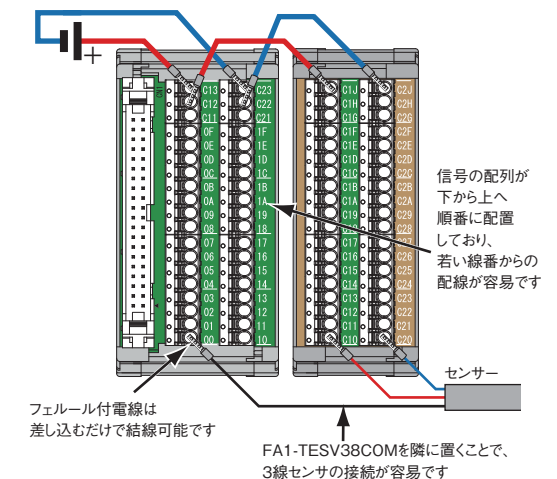 +
CN1
C13
C12
C11
0F
0E
0D
0C
0B
0A
09
08
07
06
05
04
03
02
01
00
C23
C22
C21
1F
1E
1D
1C
1B
1A
19
18
17
16
15
14
13
12
11
10
C1J
C1H
C1G
C1F
C1E
C1D
C1C
C1B
C1A
C19
C18
C17
C16
C15
C14
C13
C12
C11
C10
C2J
C2H
C2G
C2F
C2E
C2D
C2C
C2B
C2A
C29
C28
C27
C26
C25
C24
C23
C22
C21
C20
信号の配列が
下から上へ
順番に配置
しており、
若い線番からの
配線が容易です
センサー
フェルール付電線は
差し込むだけで結線可能です
FA1-TESV38COMを隣に置くことで、
3線センサの接続が容易です